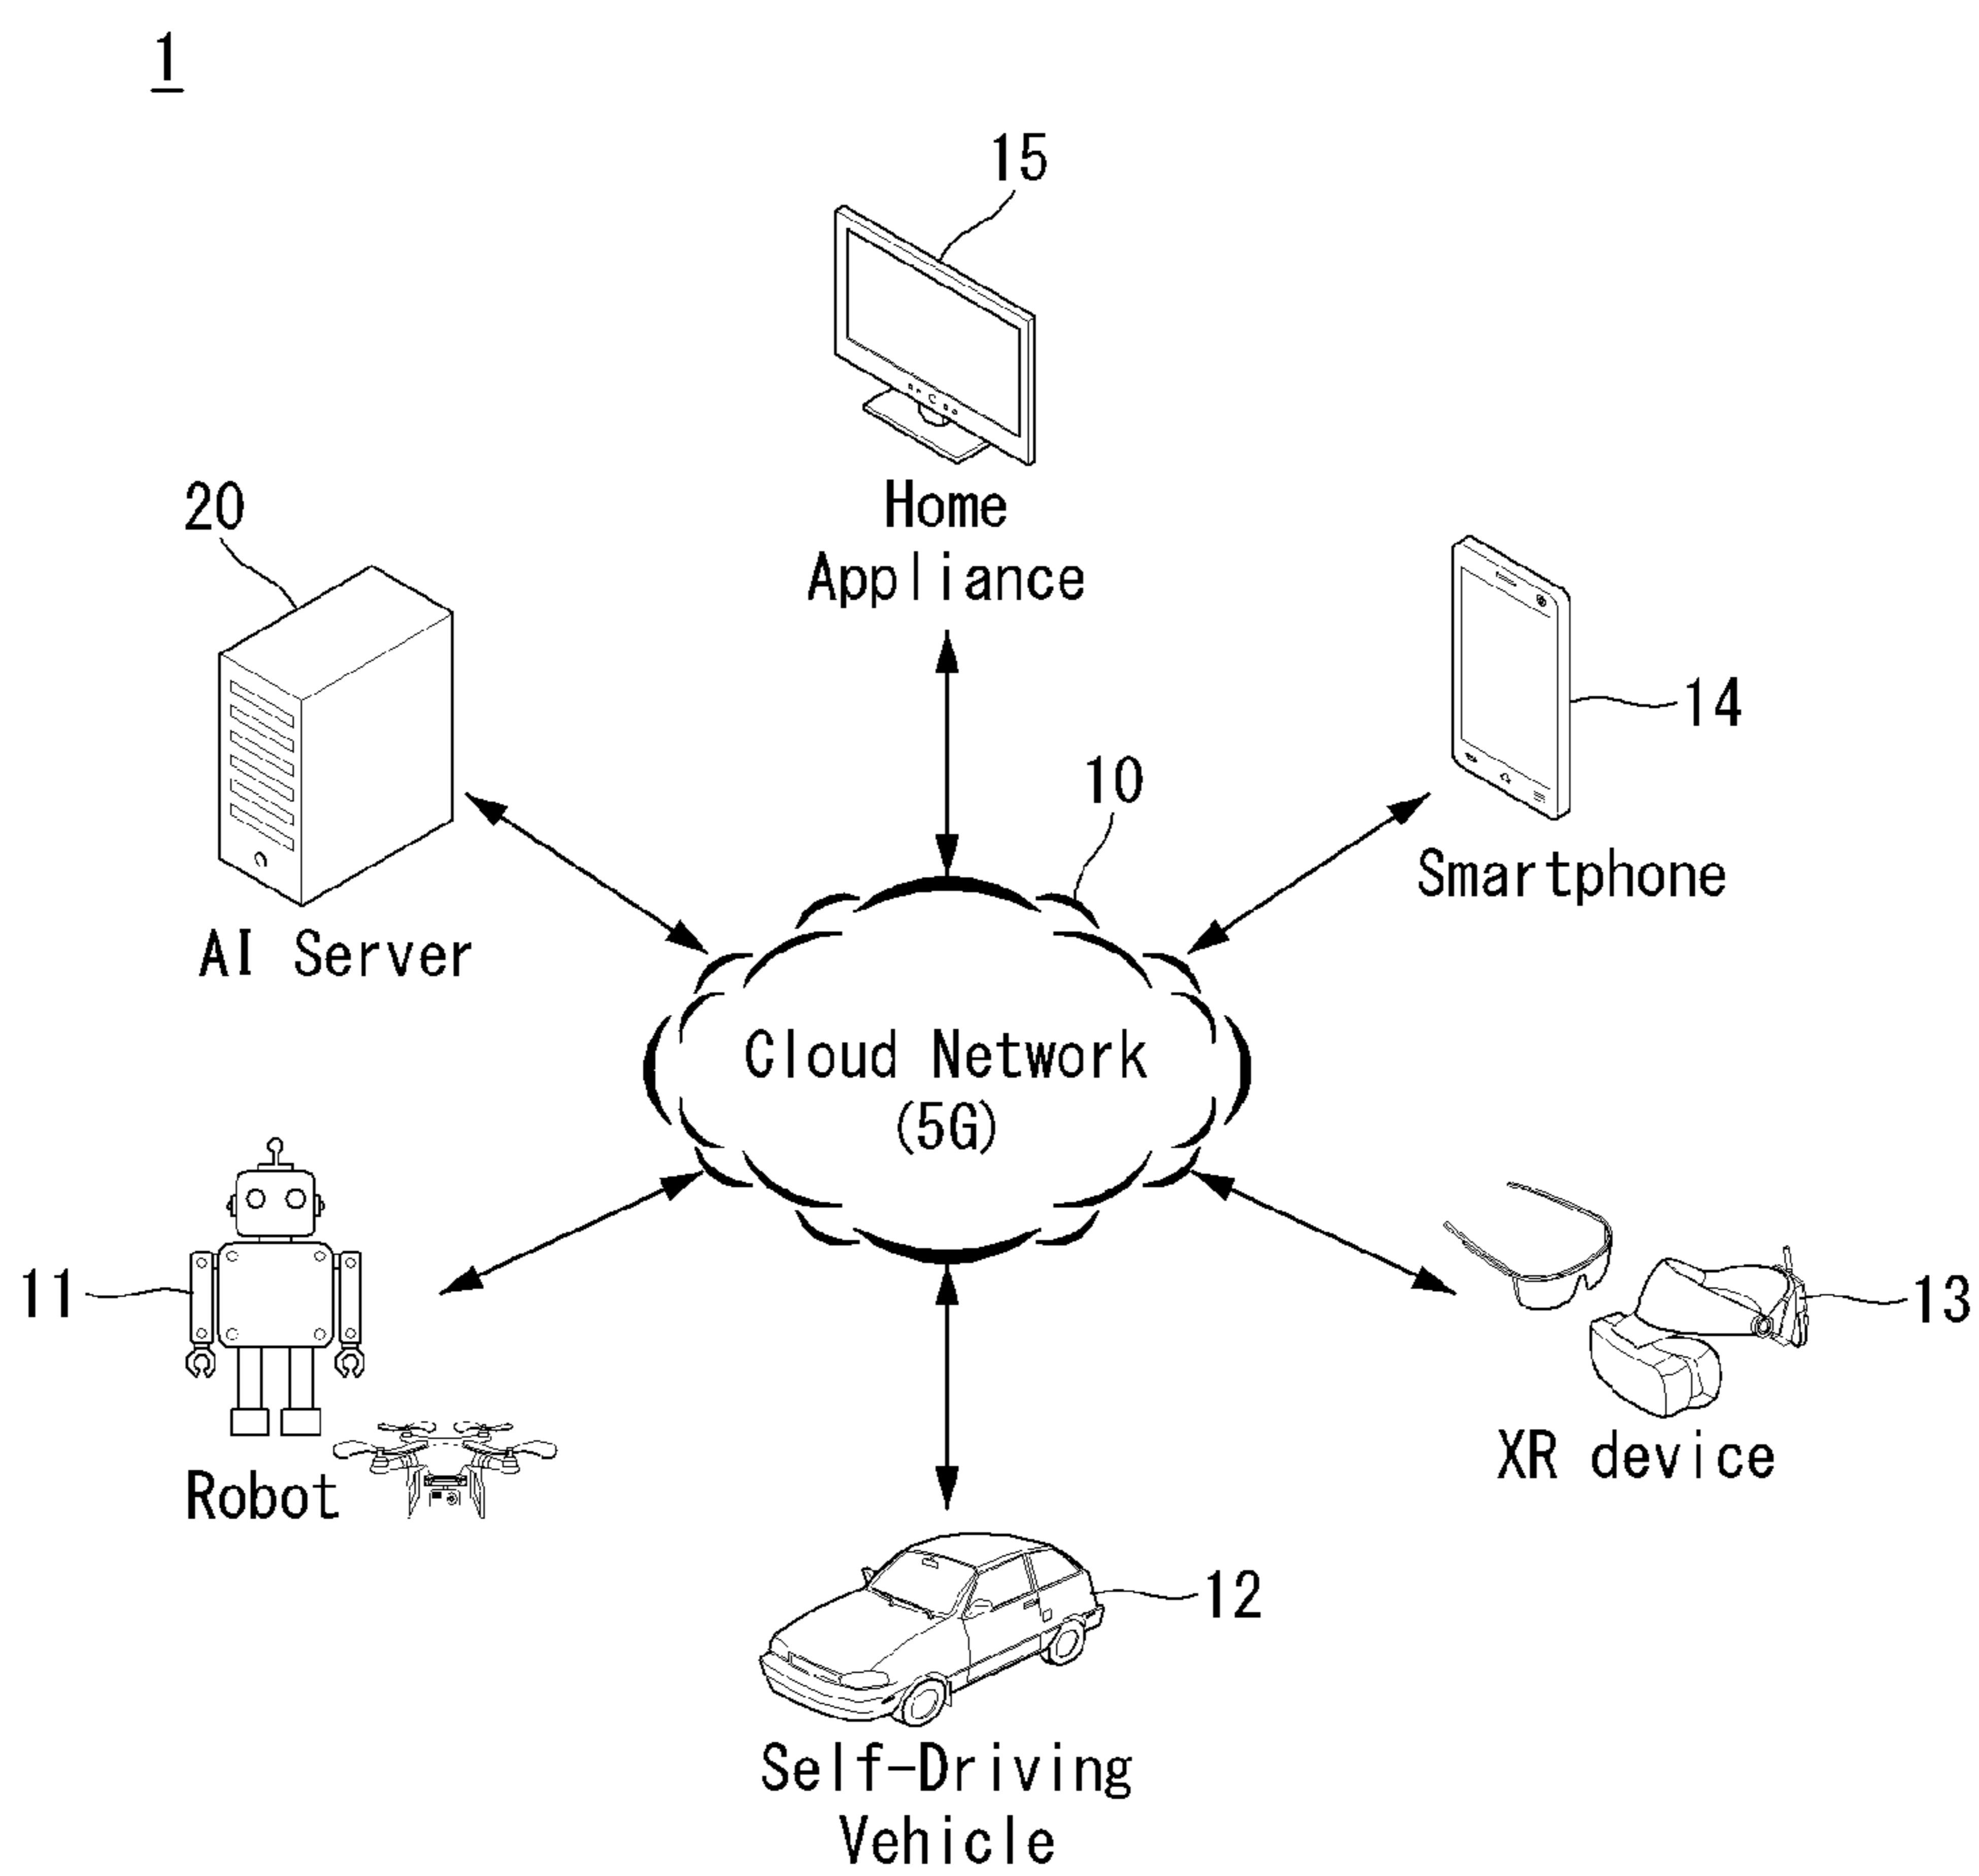 1
15
Home
Appliance
20
AI Server
14
Smartphone
10
Cloud Network
(5G)
11
Robot
13
XR device
12
Self-Driving
Vehicle